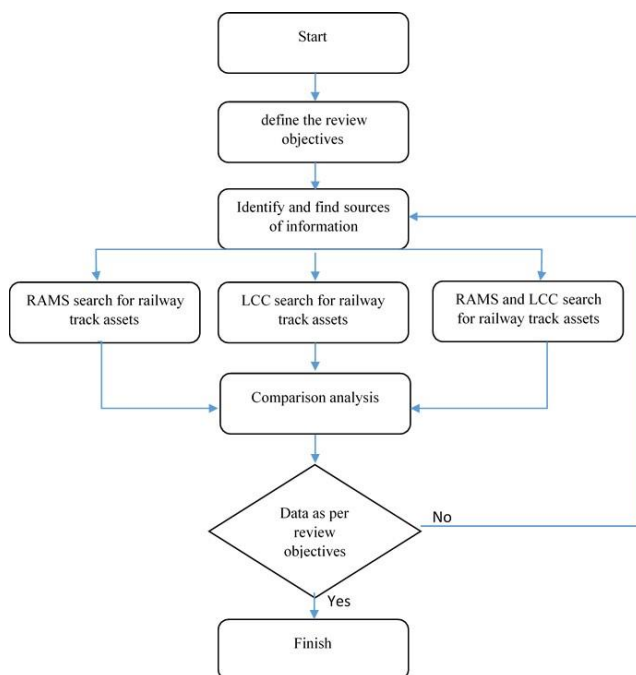 Start
define the review
objectives
Identify and find sources
of information
RAMS search for railway
track assets
LCC search for railway
track assets
RAMS and LCC search
for railway track assets
Comparison analysis
Data as per
review
objectives
No
Yes
Finish